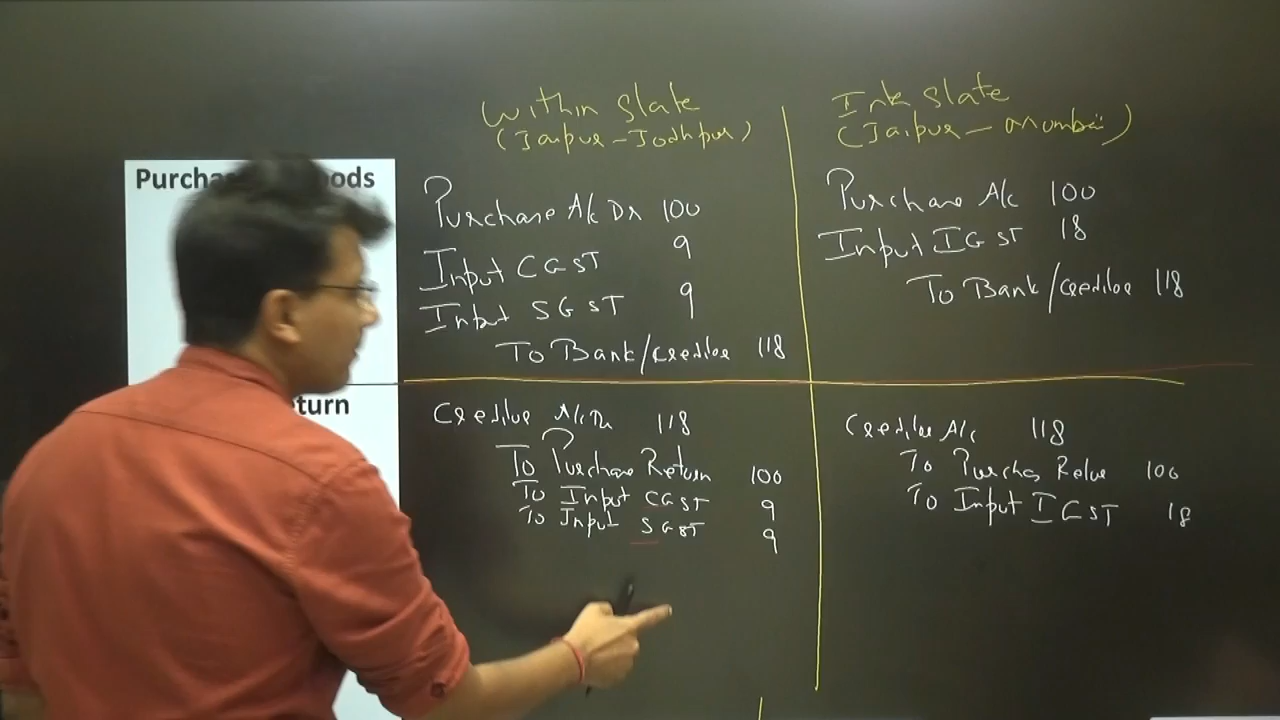 Within State
(Jaipur - Jodhpur)
Inter State
(Jaipur - Mumbai)
Purcha oods
Purchase A/c Dr 100
Input CGST 9
Input SGST 9
To Bank/Creditor 118
Purchase A/c 100
Input IGST 18
To Bank/Creditor 118
turn
Creditor A/c Dr 118
To Purchase Return 100
To Input CGST 9
To Input SGST 9
Creditor A/c 118
To Purchas 100
To Input IGST 18